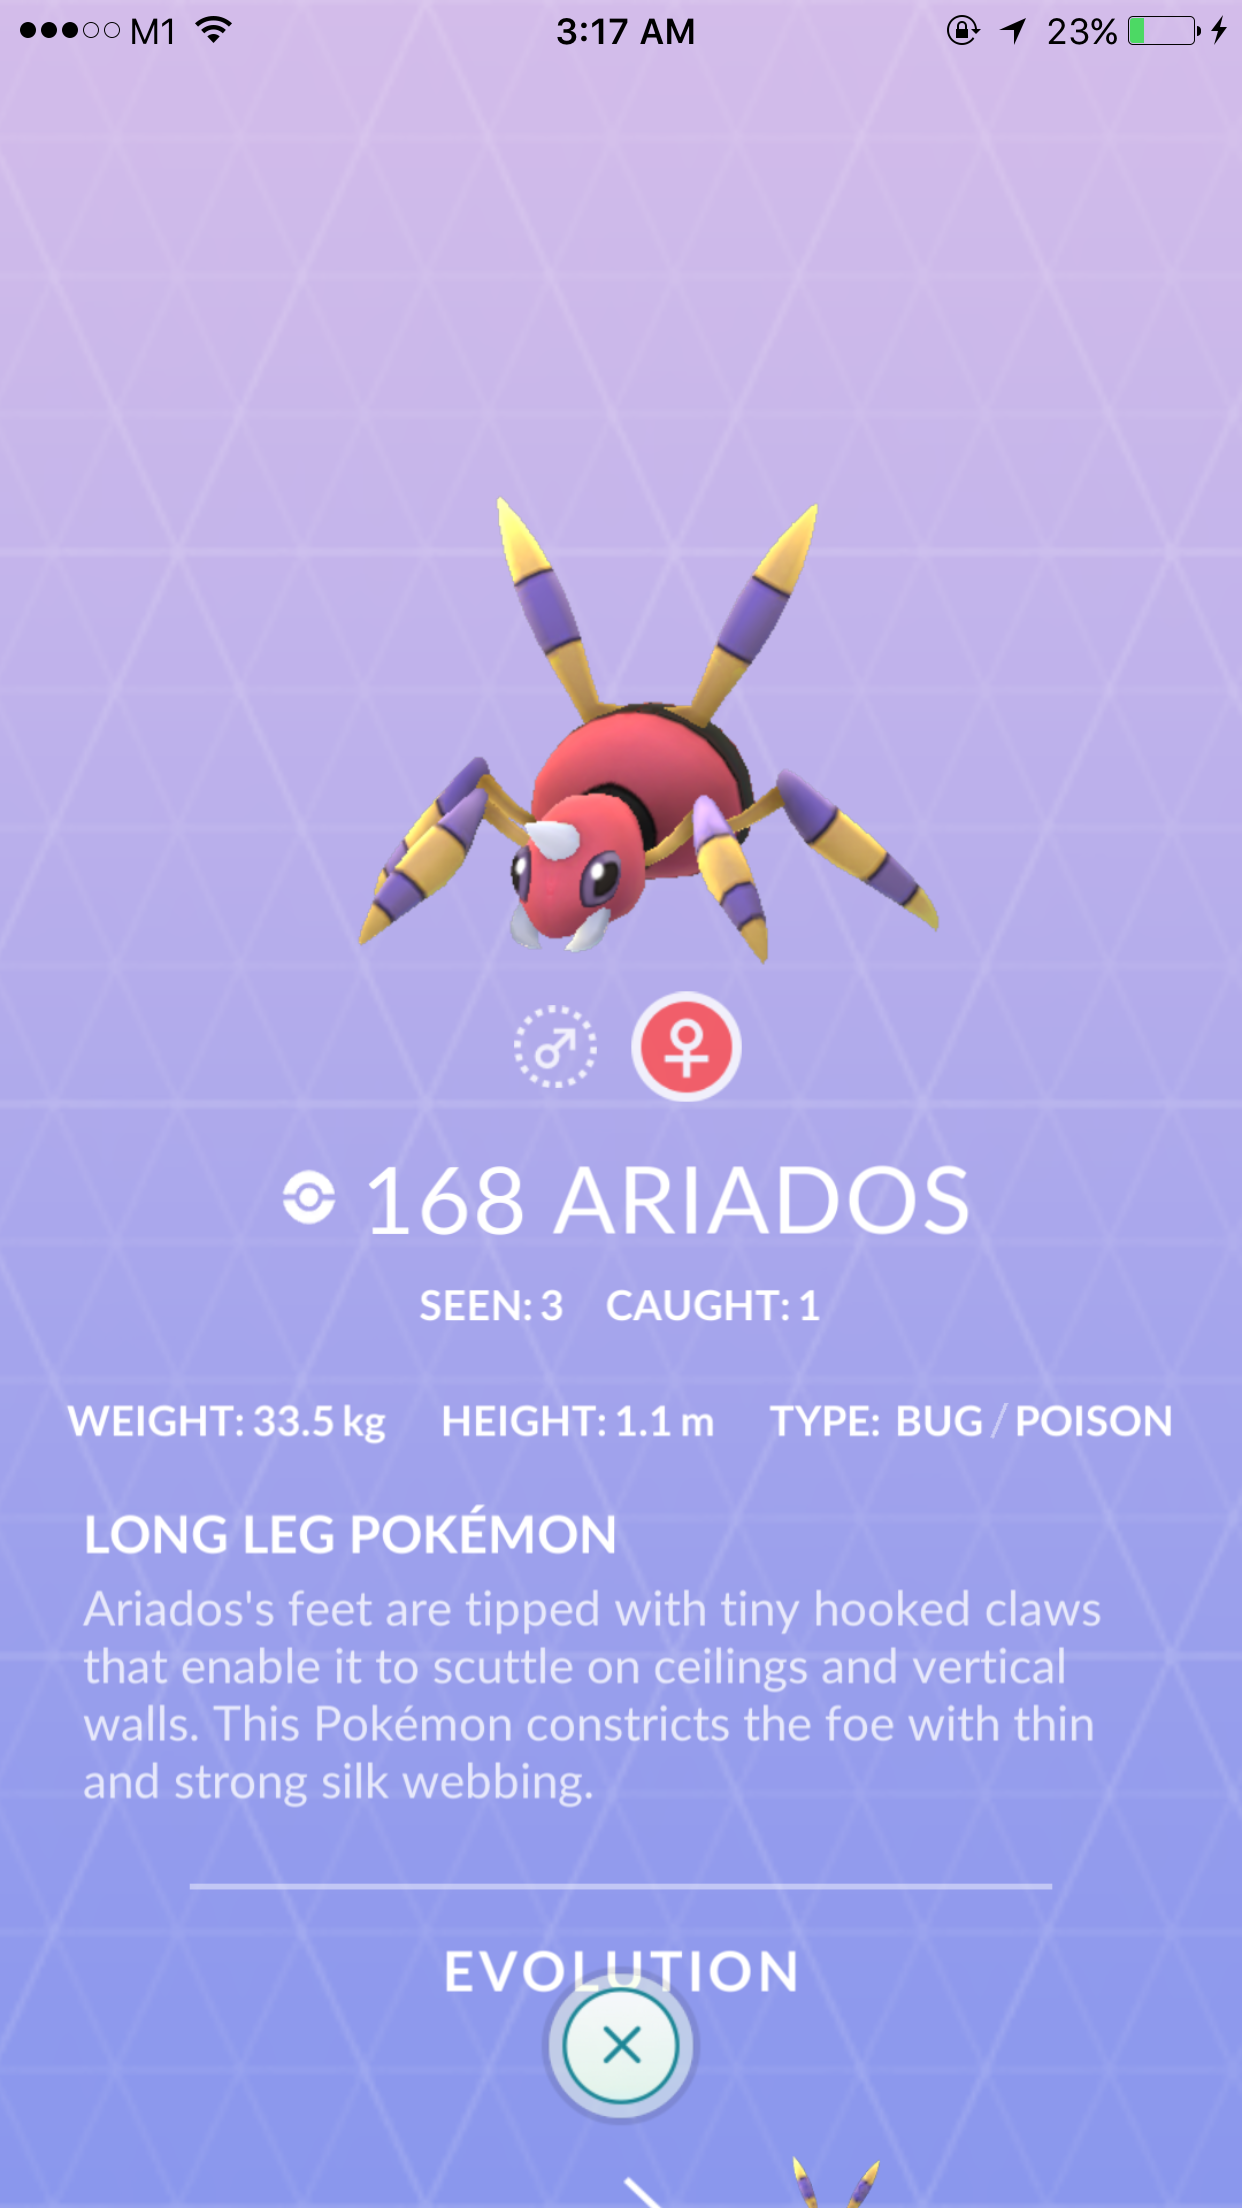 M1 3:17 AM 23%
168 ARIADOS
SEEN: 3 CAUGHT: 1
WEIGHT: 33.5 kg HEIGHT: 1.1 m TYPE: BUG / POISON
LONG LEG POKÉMON
Ariados's feet are tipped with tiny hooked claws
that enable it to scuttle on ceilings and vertical
walls. This Pokémon constricts the foe with thin
and strong silk webbing.
EVOLUTION